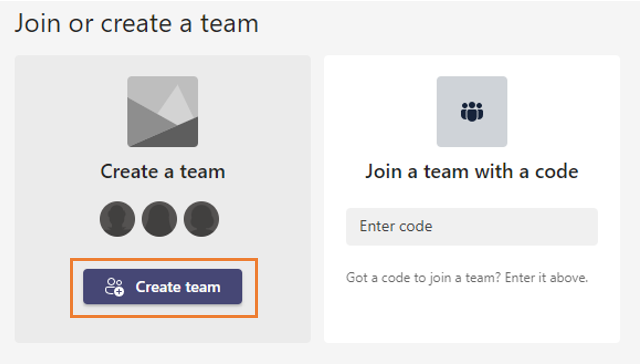 Join or create a team
Create a team
Create team
Join a team with a code
Enter code
Got a code to join a team? Enter it above.